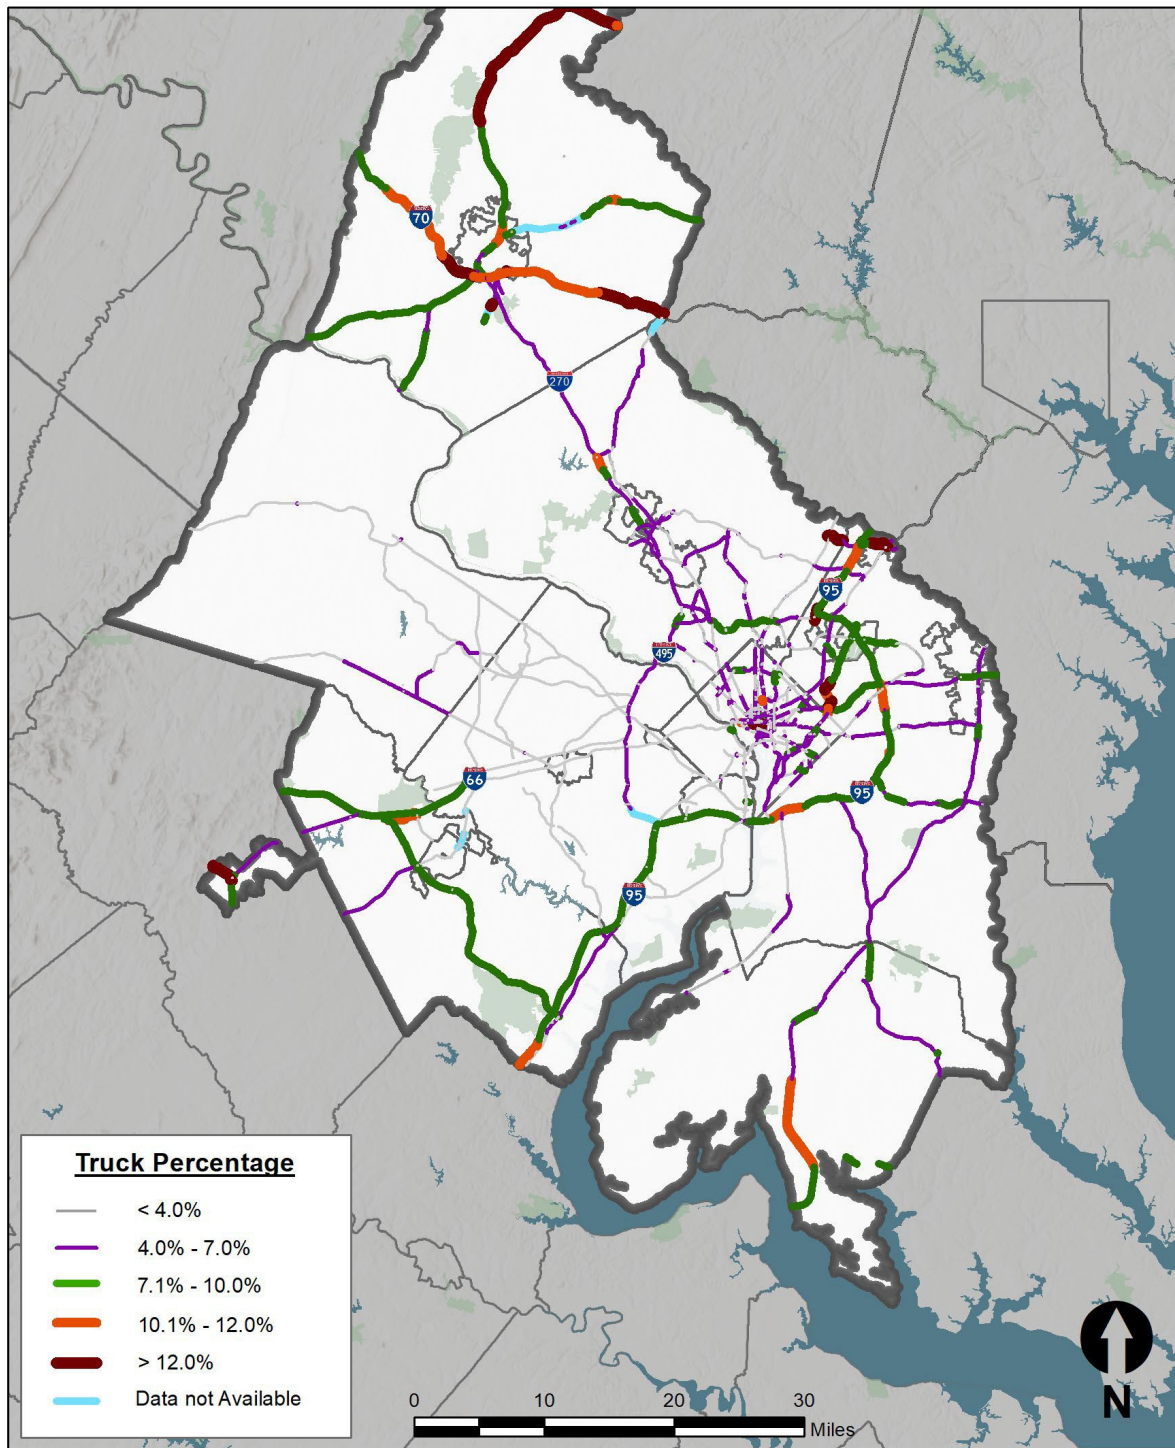 70
270
95
495
66
95
95
Truck Percentage
< 4.0%
4.0% - 7.0%
7.1% - 10.0%
10.1% - 12.0%
> 12.0%
Data not Available
0 10 20 30
Miles
N